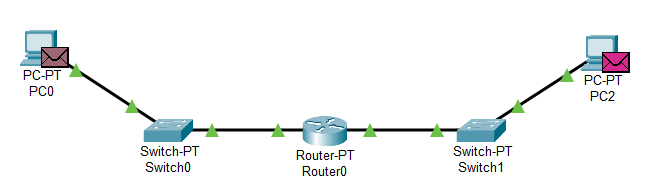 PC-PT
PC0
Switch-PT
Switch0
Router-PT
Router0
Switch-PT
Switch1
PC-PT
PC2